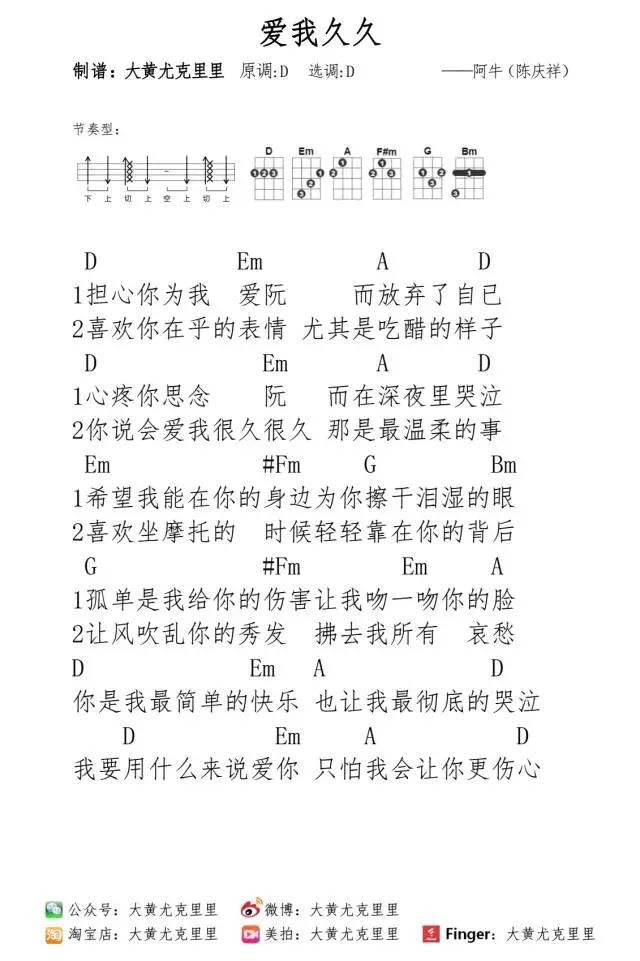 爱我久久
制谱：大黄尤克里里 原调:D 选调:D ——阿牛（陈庆祥）
节奏型：
D Em A F#m G Bm
1 2 3 1 2 3 1 2 1 2 3 1 2 3 1 3
下 上 切 上 空 上 切 上
D Em A D
1担心你为我 爱阮 而放弃了自己
2喜欢你在乎的表情 尤其是吃醋的样子
D Em A D
1心疼你思念 阮 而在深夜里哭泣
2你说会爱我很久很久 那是最温柔的事
Em #Fm G Bm
1希望我能在你的身边为你擦干泪湿的眼
2喜欢坐摩托的 时候轻轻靠在你的背后
G #Fm Em A
1孤单是我给你的伤害让我吻一吻你的脸
2让风吹乱你的秀发 拂去我所有 哀愁
D Em A D
你是我最简单的快乐 也让我最彻底的哭泣
D Em A D
我要用什么来说爱你 只怕我会让你更伤心
公众号：大黄尤克里里 微博：大黄尤克里里
淘宝店：大黄尤克里里 美拍：大黄尤克里里 Finger：大黄尤克里里